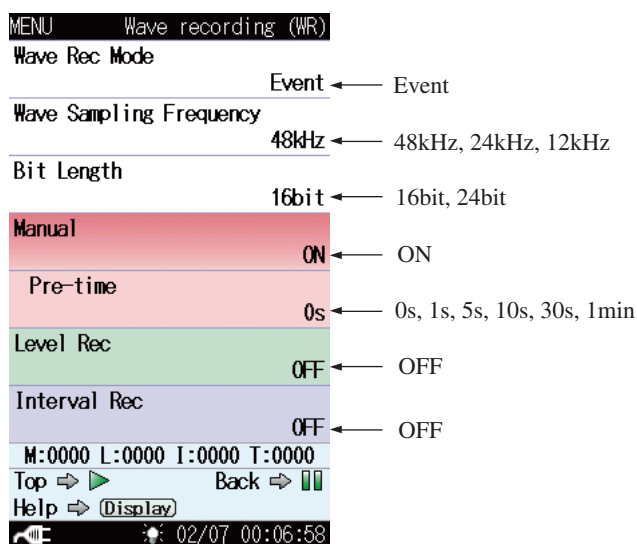 MENU Wave recording (WR)
Wave Rec Mode
Event Event
Wave Sampling Frequency
48kHz 48kHz, 24kHz, 12kHz
Bit Length
16bit 16bit, 24bit
Manual
ON ON
Pre-time
0s 0s, 1s, 5s, 10s, 30s, 1min
Level Rec
OFF OFF
Interval Rec
OFF OFF
M:0000 L:0000 I:0000 T:0000
Top ⇨ Back ⇨
Help ⇨ Display
02/07 00:06:58